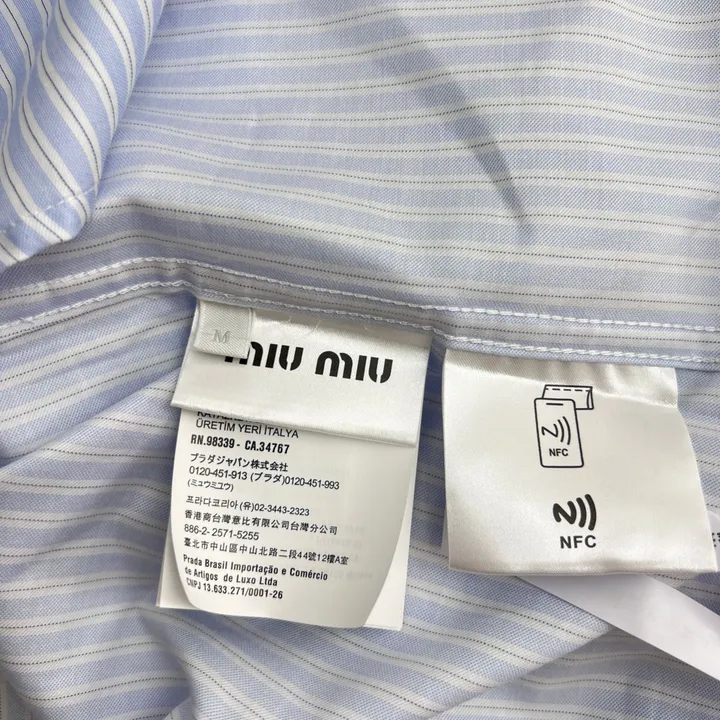 M
miu miu
ÜRETİM YERİ İTALYA
RN.98339 - CA.34767
プラダジャパン株式会社
0120-451-913 (プラダ)0120-451-993
(ミュウミュウ)
프라다코리아(유)02-3443-2323
香港商台灣意比有限公司台灣分公司
886-2-2571-5255
臺北市中山區中山北路二段44號12樓A室
Prada Brasil Importação e Comércio
de Artigos de Luxo Ltda
CNPJ 13.633.271/0001-26
NFC
NFC